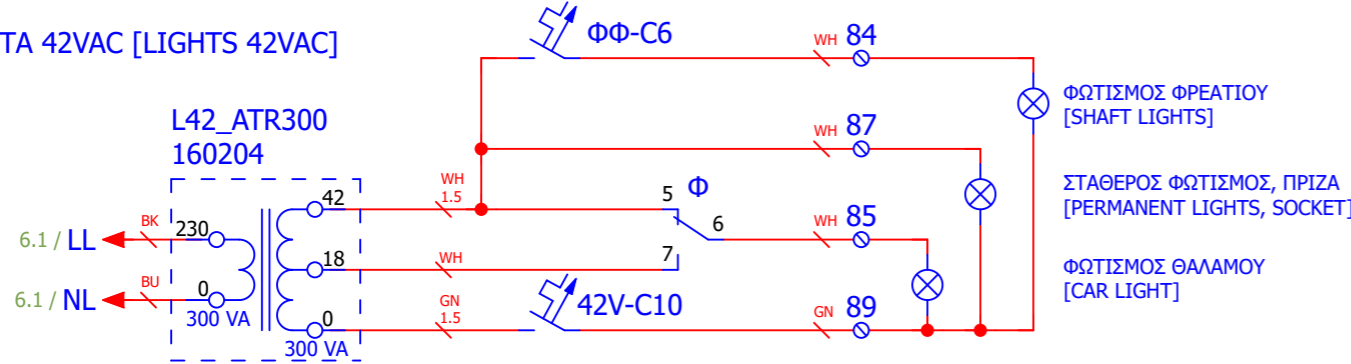 ΤΑ 42VAC [LIGHTS 42VAC]
ΦΦ-C6
WH 84
ΦΩΤΙΣΜΟΣ ΦΡΕΑΤΙΟΥ
[SHAFT LIGHTS]
L42_ATR300
160204
WH 87
WH
1.5
42
5
Φ
6
ΣΤΑΘΕΡΟΣ ΦΩΤΙΣΜΟΣ, ΠΡΙΖΑ
[PERMANENT LIGHTS, SOCKET]
6.1 / LL
BK
230
WH 85
18
WH
7
ΦΩΤΙΣΜΟΣ ΘΑΛΑΜΟΥ
[CAR LIGHT]
6.1 / NL
BU
0
300 VA
GN
1.5
0
300 VA
42V-C10
GN 89